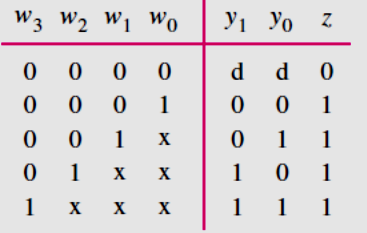 w3 w2 w1 w0 y1 y0 z
0 0 0 0 d d 0
0 0 0 1 0 0 1
0 0 1 x 0 1 1
0 1 x x 1 0 1
1 x x x 1 1 1